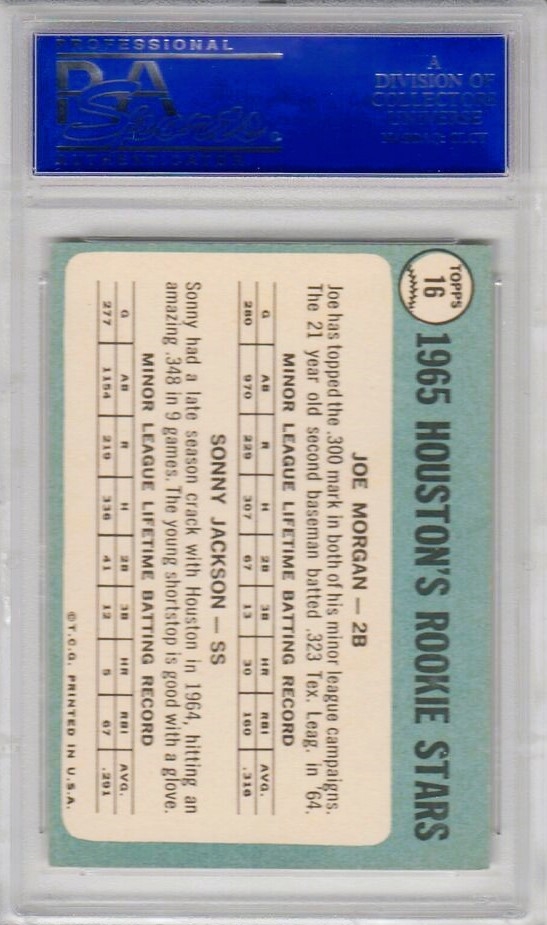 PROFESSIONAL
PSA
Sports
AUTHENTICATOR
A
DIVISION OF
COLLECTORS
UNIVERSE
NASDAQ: CLCT
TOPPS
16
1965 HOUSTON'S ROOKIE STARS
JOE MORGAN — 2B
Joe has topped the .300 mark in both of his minor league campaigns.
The 21 year old second baseman batted .323 Tex. Leag. in '64.
MINOR LEAGUE LIFETIME BATTING RECORD
G AB R H 2B 3B HR RBI AVG.
280 970 229 307 67 13 30 160 .316
SONNY JACKSON — SS
Sonny had a late season crack with Houston in 1964, hitting an
amazing .348 in 9 games. The young shortstop is good with a glove.
MINOR LEAGUE LIFETIME BATTING RECORD
G AB R H 2B 3B HR RBI AVG.
277 1154 219 336 41 12 5 67 .291
©T.C.G. PRINTED IN U.S.A.